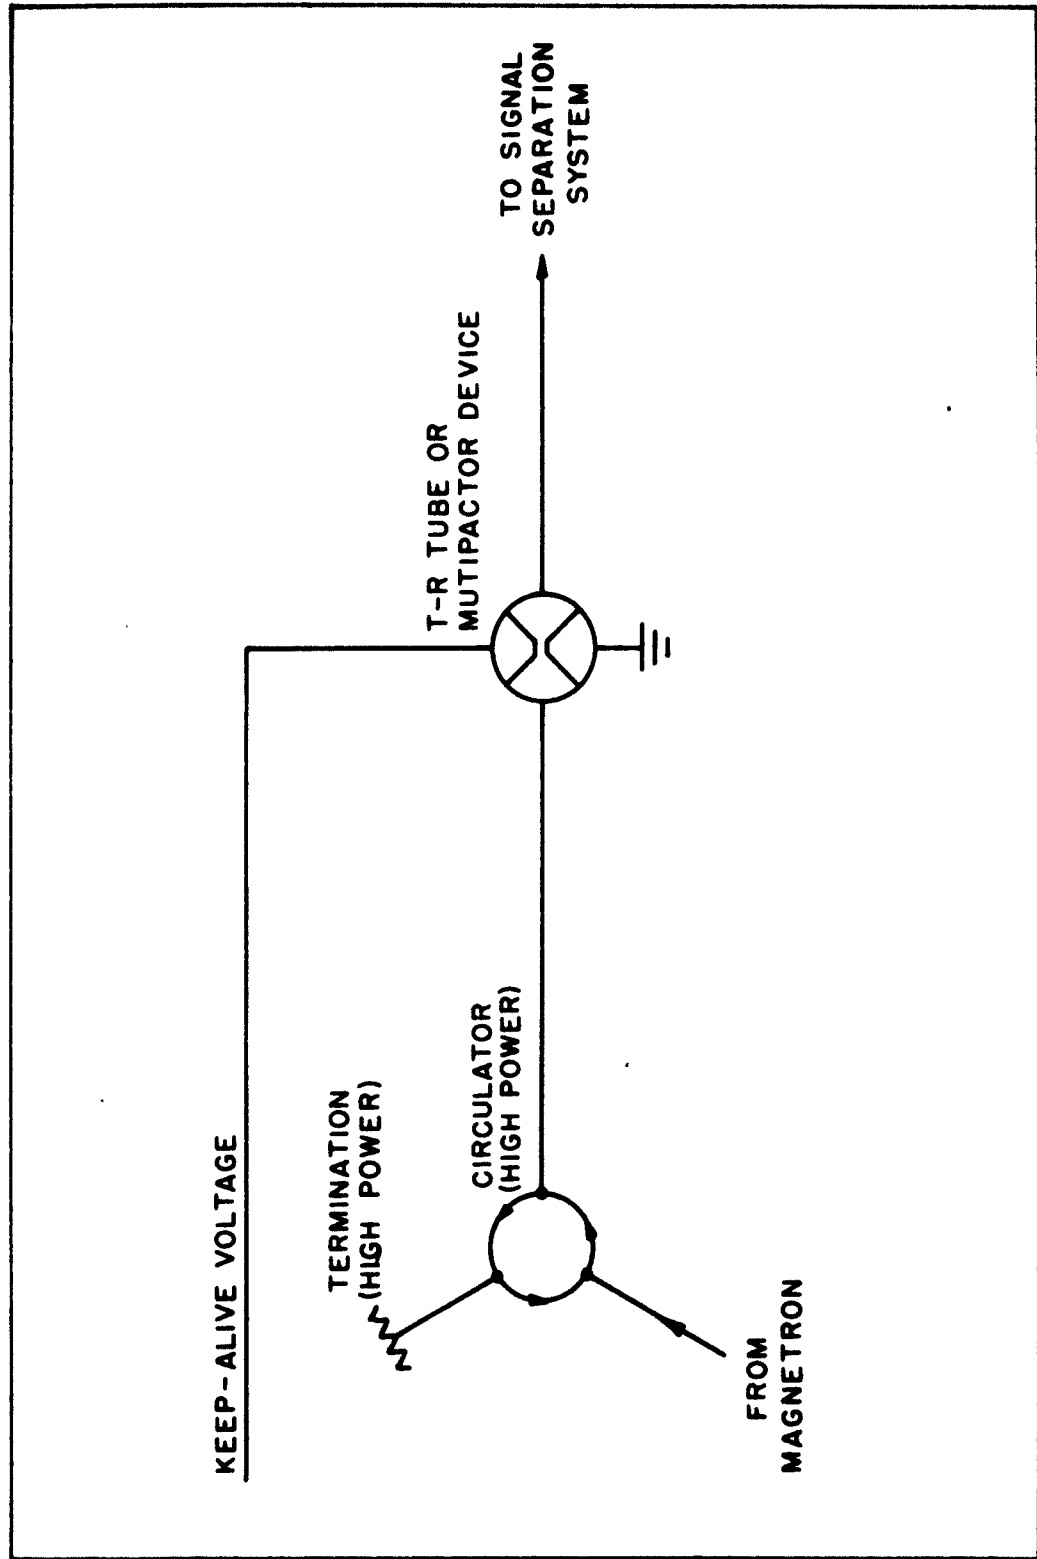 KEEP-ALIVE VOLTAGE
TERMINATION
(HIGH POWER)
CIRCULATOR
(HIGH POWER)
T-R TUBE OR
MUTIPACTOR DEVICE
TO SIGNAL
SEPARATION
SYSTEM
FROM
MAGNETRON